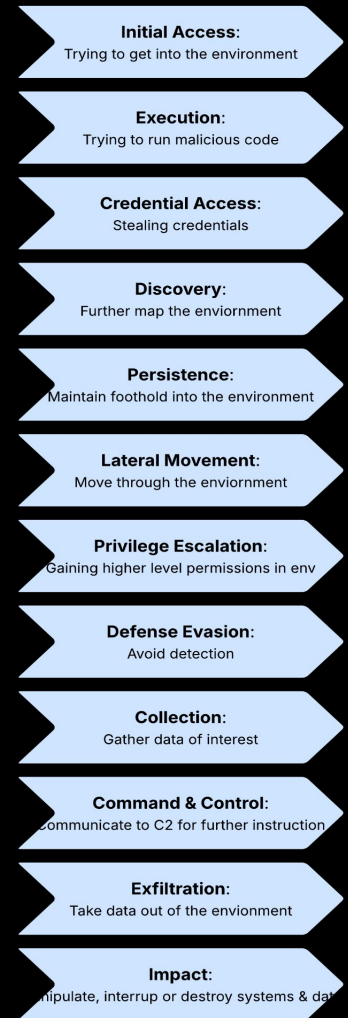 Initial Access:
Trying to get into the environment
Execution:
Trying to run malicious code
Credential Access:
Stealing credentials
Discovery:
Further map the enviornment
Persistence:
Maintain foothold into the environment
Lateral Movement:
Move through the enviornment
Privilege Escalation:
Gaining higher level permissions in env
Defense Evasion:
Avoid detection
Collection:
Gather data of interest
Command & Control:
Communicate to C2 for further instruction
Exfiltration:
Take data out of the envionment
Impact:
interrup or destroy systems &